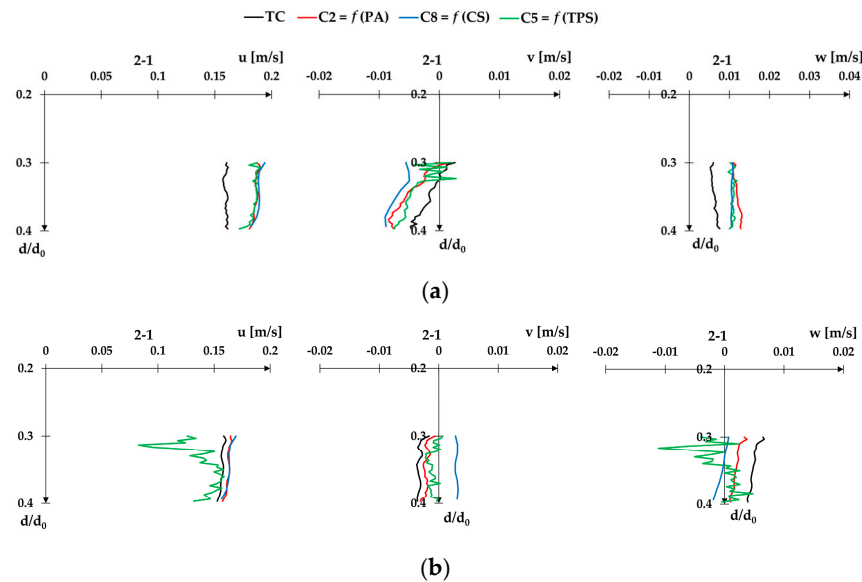 TC C2 = f (PA) C8 = f (CS) C5 = f (TPS)
2-1 u [m/s] 2-1 v [m/s] 2-1 w [m/s]
0 0.05 0.1 0.15 0.2 -0.02 -0.01 0 0.01 0.02 -0.02 -0.01 0 0.01 0.02 0.03 0.04
0.2 0.2 0.2
0.3 0.3 0.3
0.4 0.4 0.4
d/d0 d/d0 d/d0
(a)
2-1 u [m/s] 2-1 v [m/s] 2-1 w [m/s]
0 0.05 0.1 0.15 0.2 -0.02 -0.01 0 0.01 0.02 -0.02 -0.01 0 0.01 0.02
0.2 0.2 0.2
0.3 0.3 0.3
0.4 0.4 0.4
d/d0 d/d0 d/d0
(b)